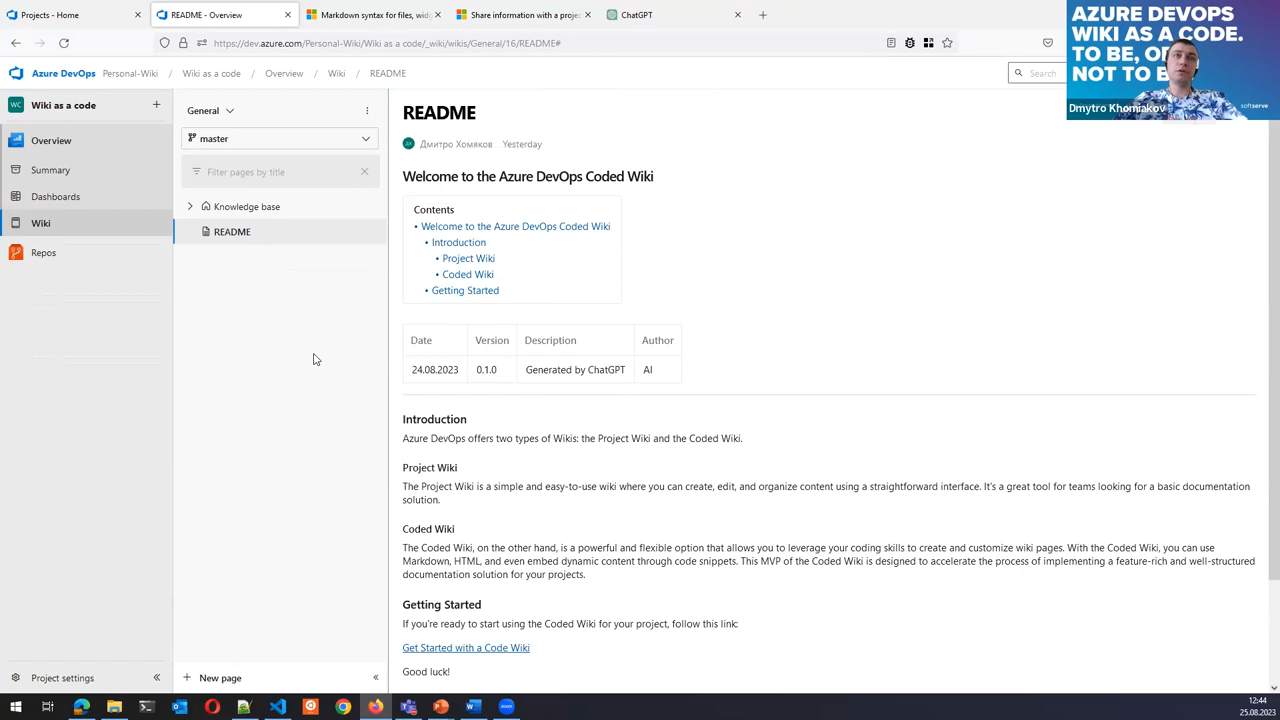 Projects - Home
README - Overview
Markdown syntax for files, widg
Share information with a proje
ChatGPT
https://dev.azure.com/Personal-Wiki/Wiki as a code/_wiki/wikis/General/16/README#
Azure DevOps Personal-Wiki / Wiki as a code / Overview / Wiki / README
Search
AZURE DEVOPS
WIKI AS A CODE.
TO BE, O
NOT TO B
Dmytro Khomiakov
softserve
WC Wiki as a code
Overview
Summary
Dashboards
Wiki
Repos
Project settings
General
master
Filter pages by title
Knowledge base
README
New page
README
Дмитро Хомяков Yesterday
Welcome to the Azure DevOps Coded Wiki
Contents
• Welcome to the Azure DevOps Coded Wiki
• Introduction
• Project Wiki
• Coded Wiki
• Getting Started
Date Version Description Author
24.08.2023 0.1.0 Generated by ChatGPT AI
Introduction
Azure DevOps offers two types of Wikis: the Project Wiki and the Coded Wiki.
Project Wiki
The Project Wiki is a simple and easy-to-use wiki where you can create, edit, and organize content using a straightforward interface. It's a great tool for teams looking for a basic documentation
solution.
Coded Wiki
The Coded Wiki, on the other hand, is a powerful and flexible option that allows you to leverage your coding skills to create and customize wiki pages. With the Coded Wiki, you can use
Markdown, HTML, and even embed dynamic content through code snippets. This MVP of the Coded Wiki is designed to accelerate the process of implementing a feature-rich and well-structured
documentation solution for your projects.
Getting Started
If you're ready to start using the Coded Wiki for your project, follow this link:
Get Started with a Code Wiki
Good luck!
12:44
25.08.2023